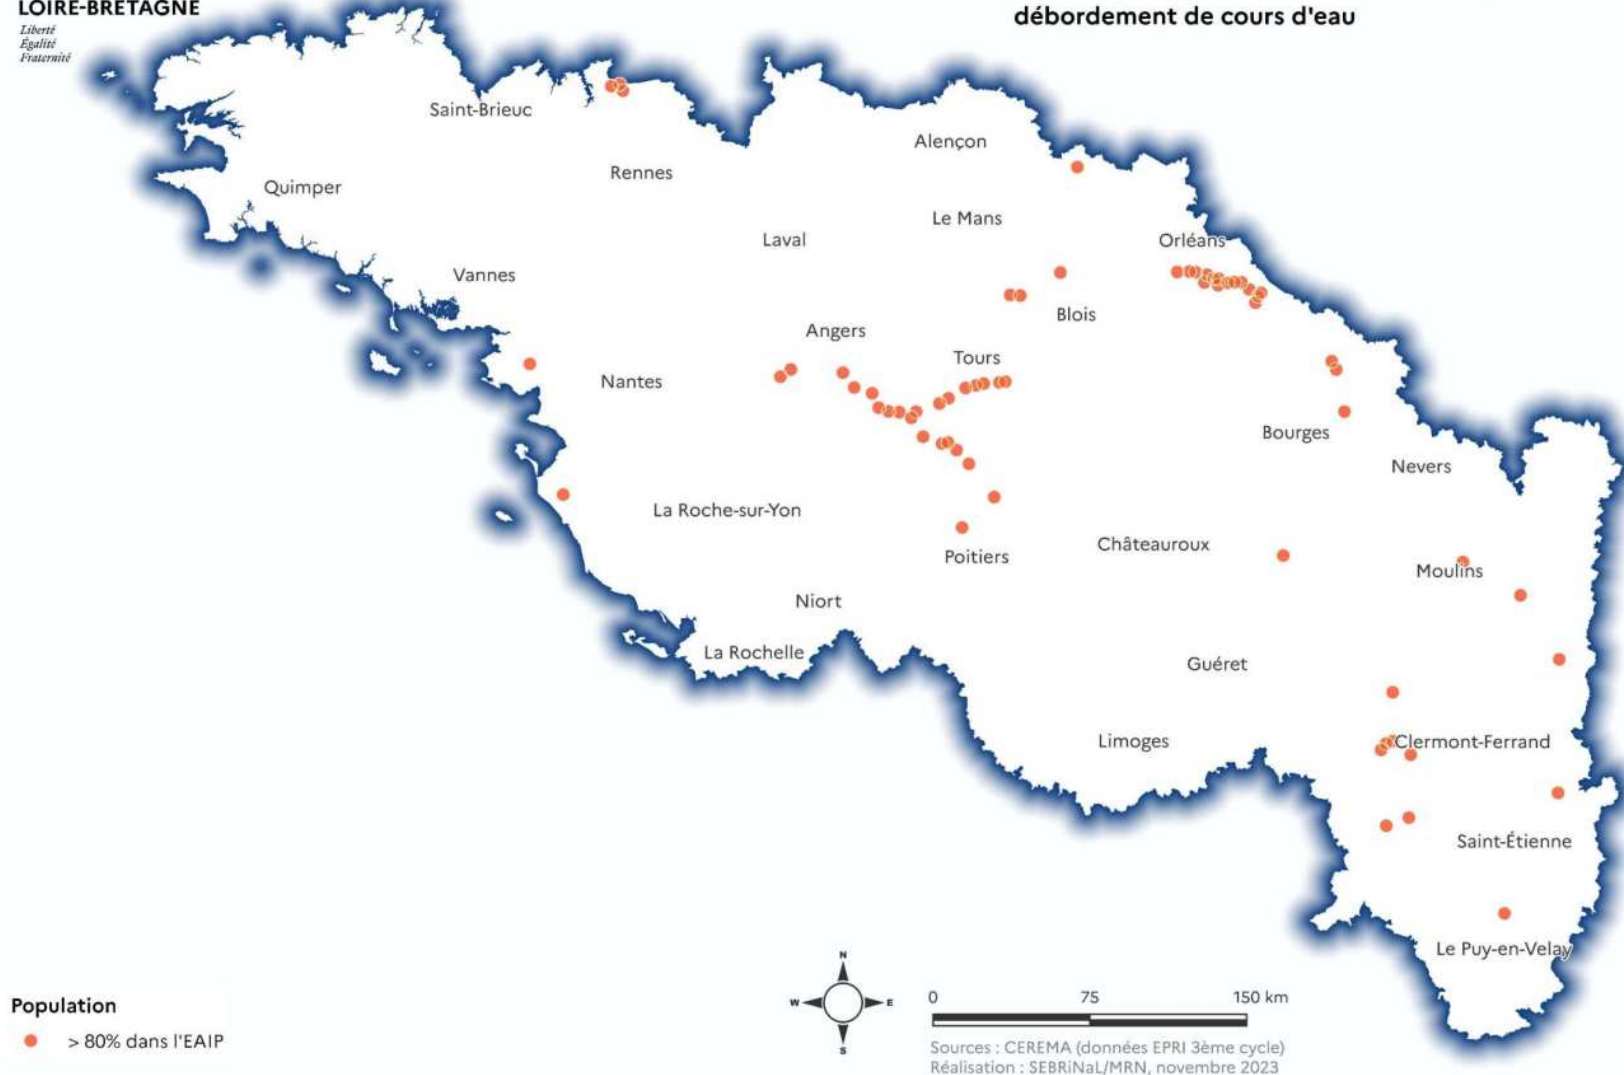 LOIRE-BRETAGNE
Liberté
Égalité
Fraternité
débordement de cours d'eau
Saint-Brieuc
Alençon
Rennes
Quimper
Le Mans
Laval
Orléans
Vannes
Blois
Angers
Tours
Nantes
Bourges
Nevers
La Roche-sur-Yon
Châteauroux
Poitiers
Moulins
Niort
La Rochelle
Guéret
Limoges
Clermont-Ferrand
Saint-Étienne
Le Puy-en-Velay
N
W
E
S
0 75 150 km
Population
> 80% dans l'EAIP
Sources : CEREMA (données EPRI 3ème cycle)
Réalisation : SEBRiNaL/MRN, novembre 2023